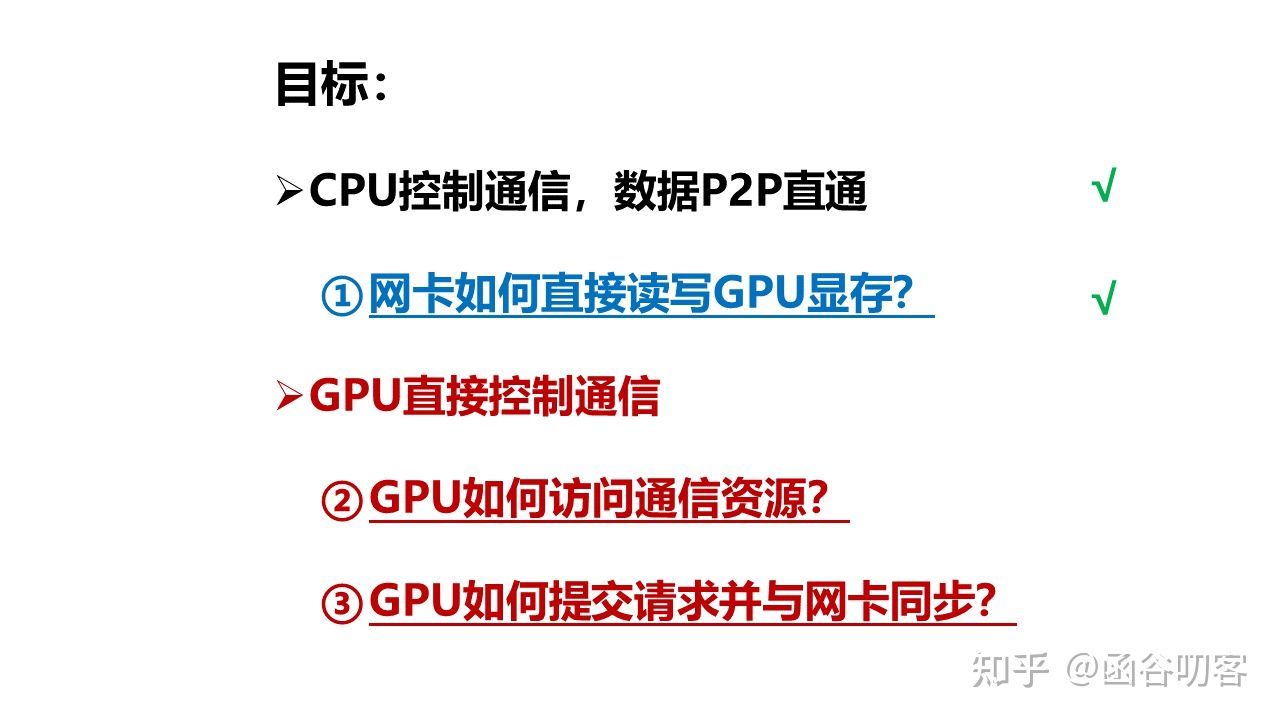 目标：
➢CPU控制通信，数据P2P直通 √
①网卡如何直接读写GPU显存？ √
➢GPU直接控制通信
②GPU如何访问通信资源？
③GPU如何提交请求并与网卡同步？
知乎 @函谷叨客